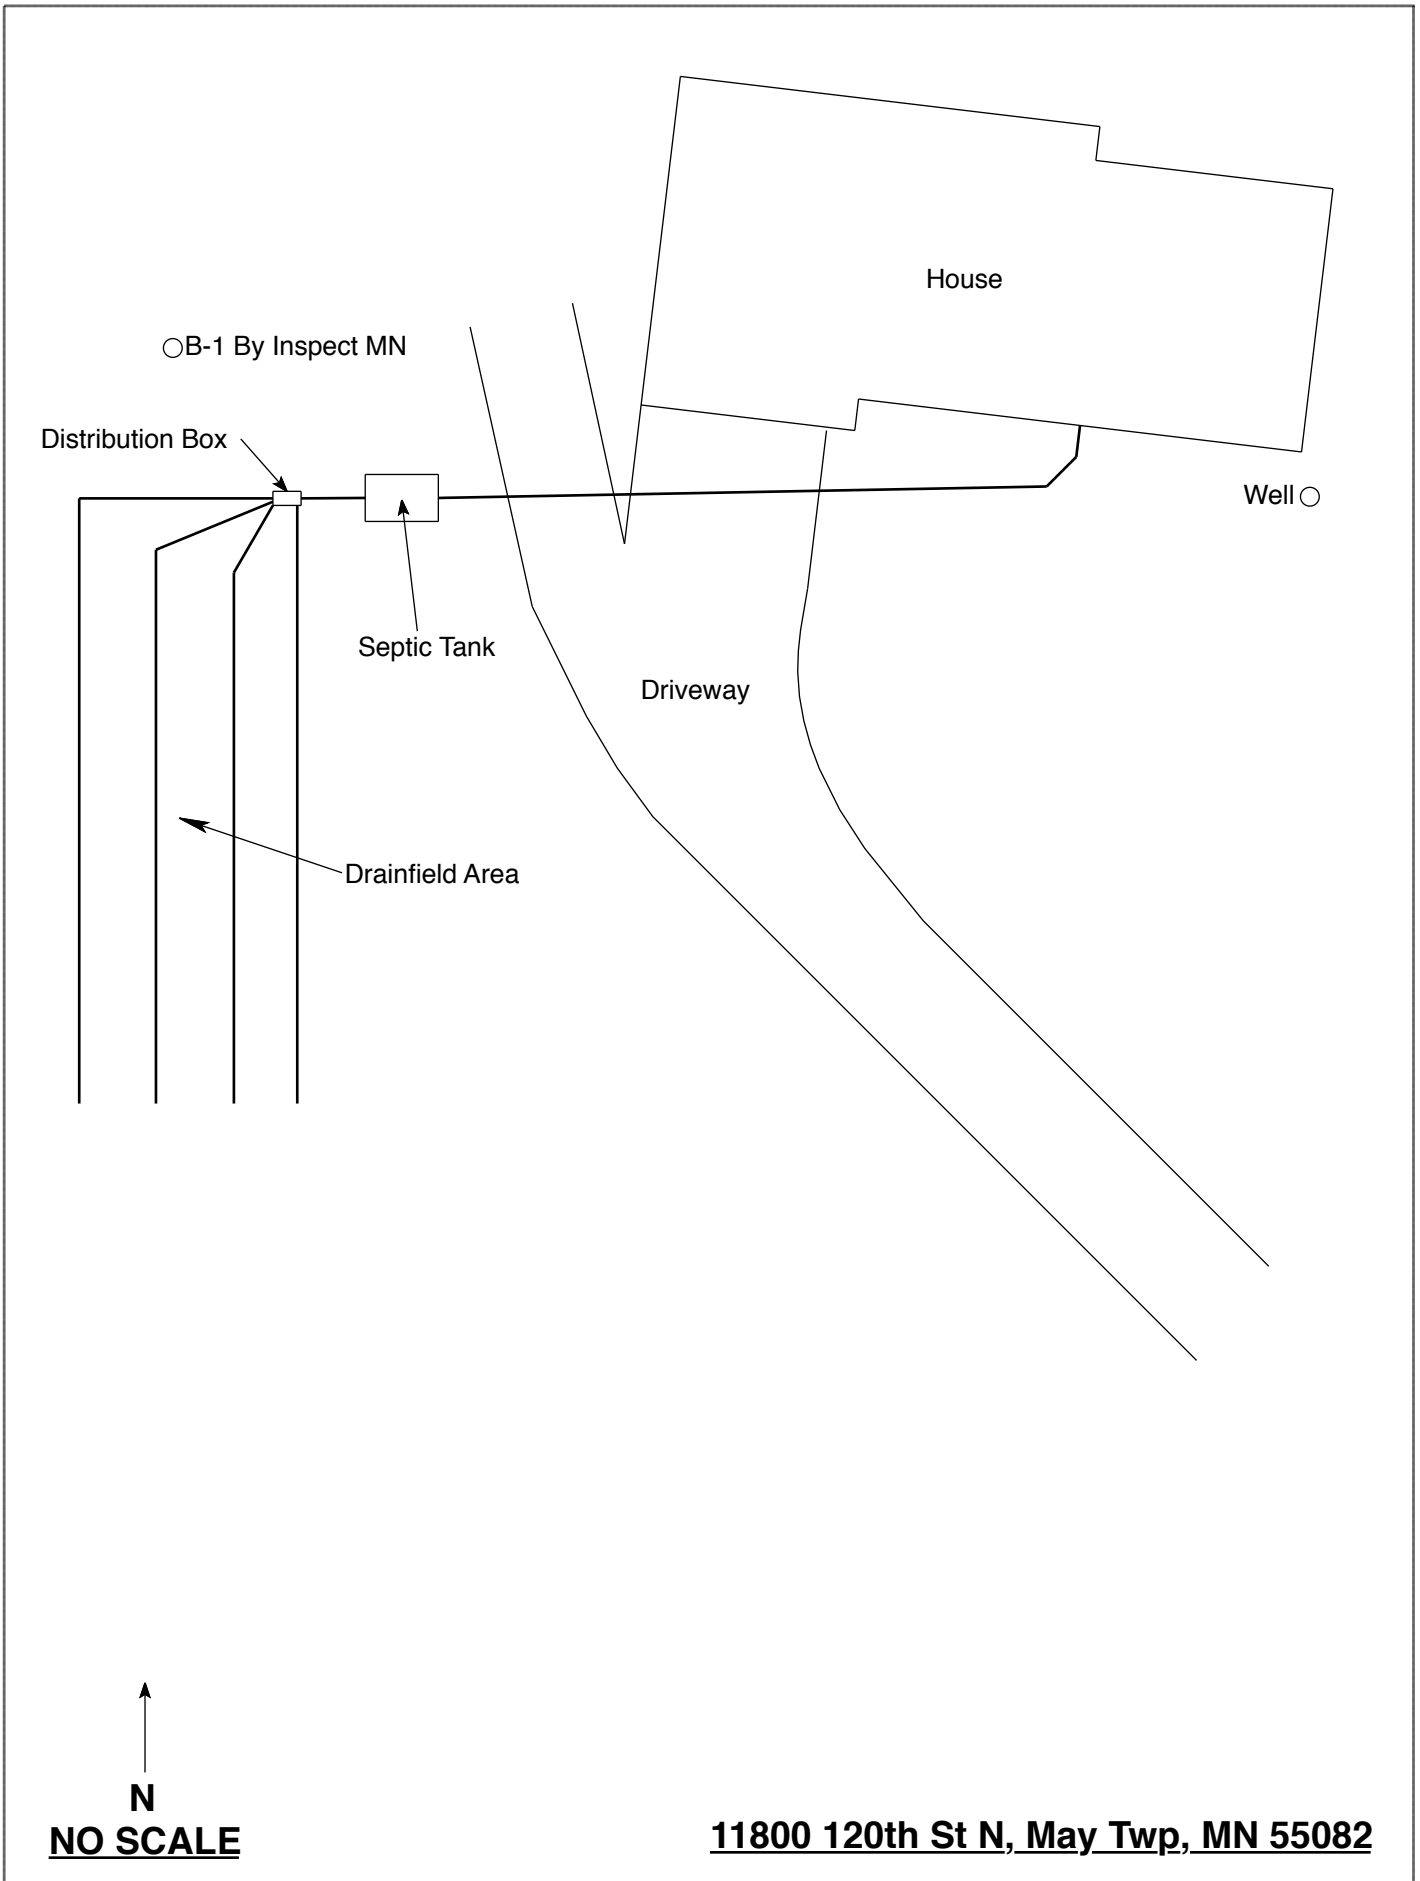 House
B-1 By Inspect MN
Distribution Box
Well
Septic Tank
Driveway
Drainfield Area
N
NO SCALE
11800 120th St N, May Twp, MN 55082